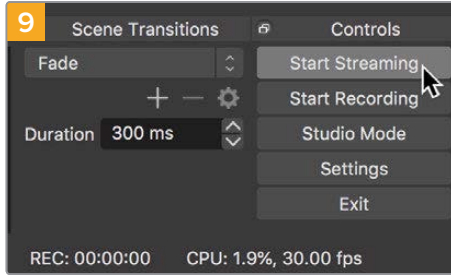 9
Scene Transitions
Controls
Fade
Start Streaming
Start Recording
Duration 300 ms
Studio Mode
Settings
Exit
REC: 00:00:00 CPU: 1.9%, 30.00 fps